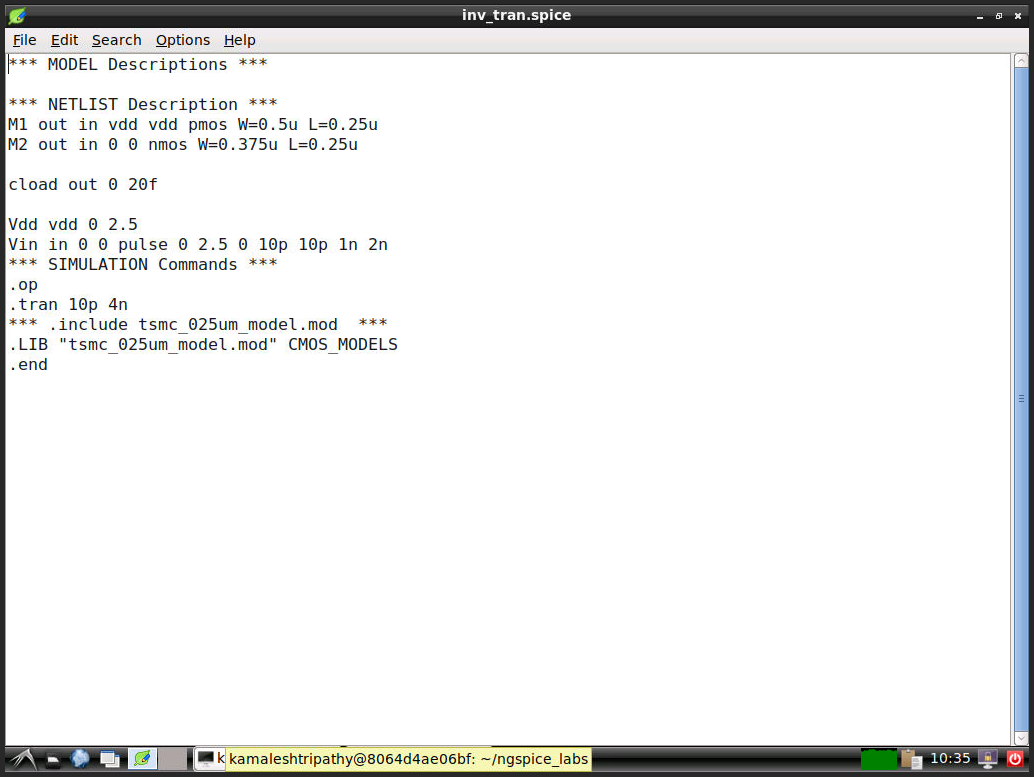 inv_tran.spice
File Edit Search Options Help
*** MODEL Descriptions ***
*** NETLIST Description ***
M1 out in vdd vdd pmos W=0.5u L=0.25u
M2 out in 0 0 nmos W=0.375u L=0.25u
cload out 0 20f
Vdd vdd 0 2.5
Vin in 0 0 pulse 0 2.5 0 10p 10p 1n 2n
*** SIMULATION Commands ***
.op
.tran 10p 4n
*** .include tsmc_025um_model.mod  ***
.LIB "tsmc_025um_model.mod" CMOS_MODELS
.end
k kamaleshtripathy@8064d4ae06bf: ~/ngspice_labs 10:35